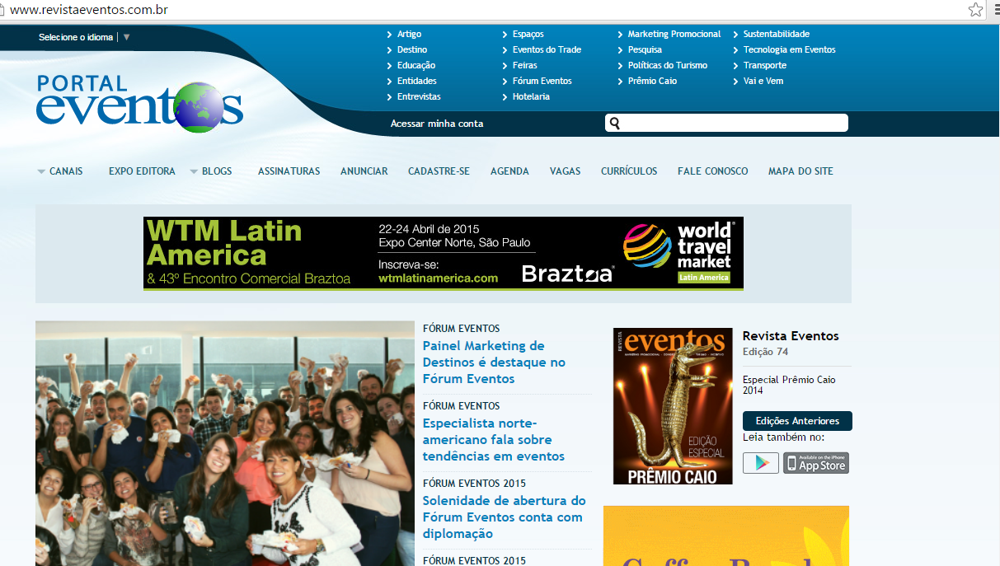 www.revistaeventos.com.br
Selecione o idioma | ▼
Artigo
Destino
Educação
Entidades
Entrevistas
Espaços
Eventos do Trade
Feiras
Fórum Eventos
Hotelaria
Marketing Promocional
Pesquisa
Políticas do Turismo
Prêmio Caio
Sustentabilidade
Tecnologia em Eventos
Transporte
Vai e Vem
PORTAL
eventos
Acessar minha conta
CANAIS EXPO EDITORA BLOGS ASSINATURAS ANUNCIAR CADASTRE-SE AGENDA VAGAS CURRÍCULOS FALE CONOSCO MAPA DO SITE
WTM Latin
America
& 43º Encontro Comercial Braztoa
22-24 Abril de 2015
Expo Center Norte, São Paulo
Inscreva-se:
wtmlatinamerica.com
Braztoa®
world®
travel
market
Latin America
FÓRUM EVENTOS
Painel Marketing de
Destinos é destaque no
Fórum Eventos
FÓRUM EVENTOS
Especialista norte-
americano fala sobre
tendências em eventos
FÓRUM EVENTOS 2015
Solenidade de abertura do
Fórum Eventos conta com
diplomação
FÓRUM EVENTOS 2015
REVISTA
eventos
EDIÇÃO
ESPECIAL
PRÊMIO CAIO
Revista Eventos
Edição 74
Especial Prêmio Caio
2014
Edições Anteriores
Leia também no:
Available on the iPhone
App Store